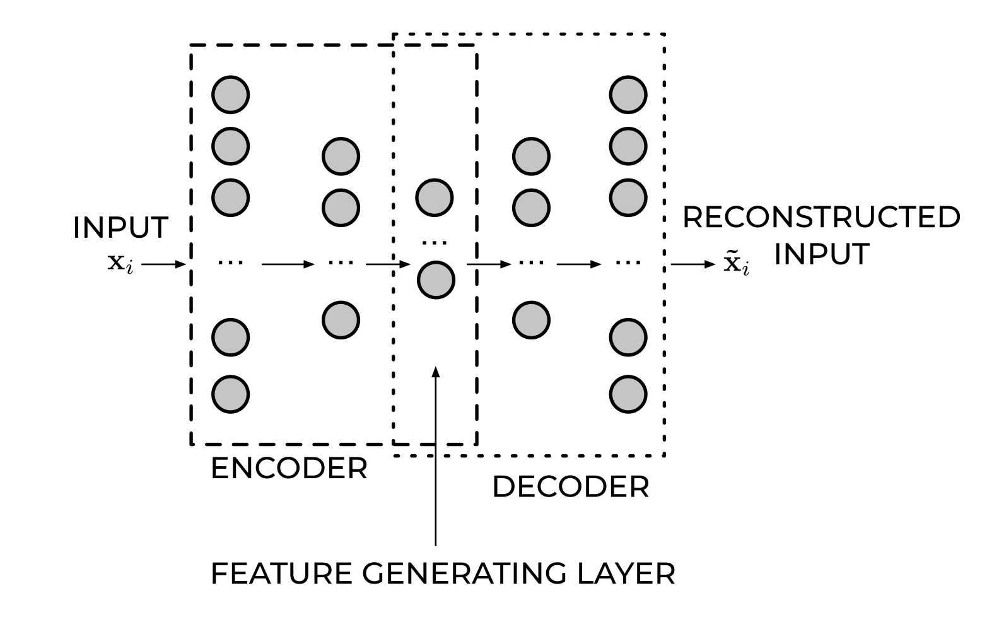 INPUT
𝐱ᵢ
...
...
...
...
...
RECONSTRUCTED
INPUT
𝐱̃ᵢ
ENCODER
DECODER
FEATURE GENERATING LAYER